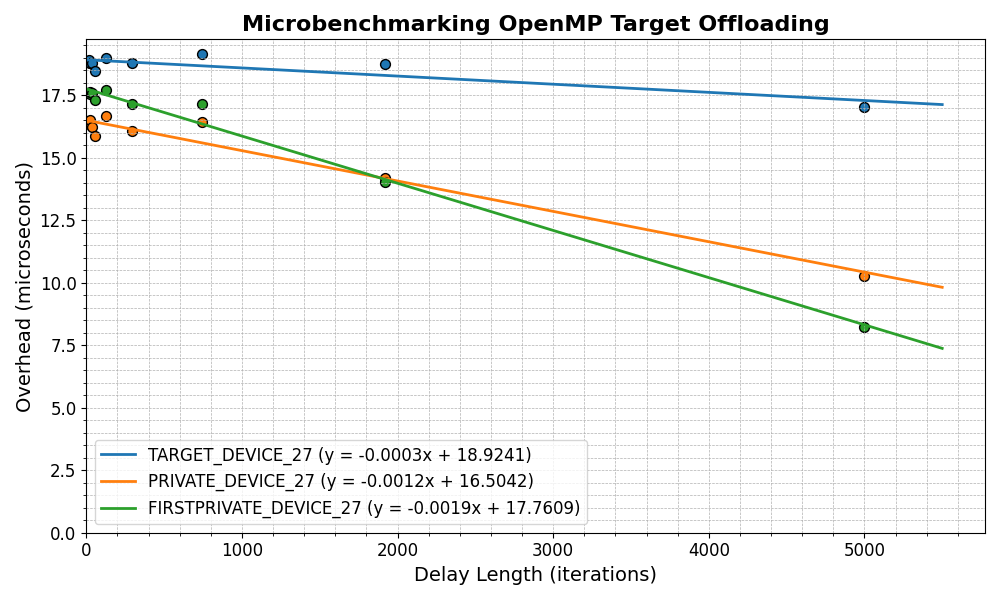 Microbenchmarking OpenMP Target Offloading
Overhead (microseconds)
17.5
15.0
12.5
10.0
7.5
5.0
2.5
0.0
TARGET_DEVICE_27 (y = -0.0003x + 18.9241)
PRIVATE_DEVICE_27 (y = -0.0012x + 16.5042)
FIRSTPRIVATE_DEVICE_27 (y = -0.0019x + 17.7609)
0 1000 2000 3000 4000 5000
Delay Length (iterations)